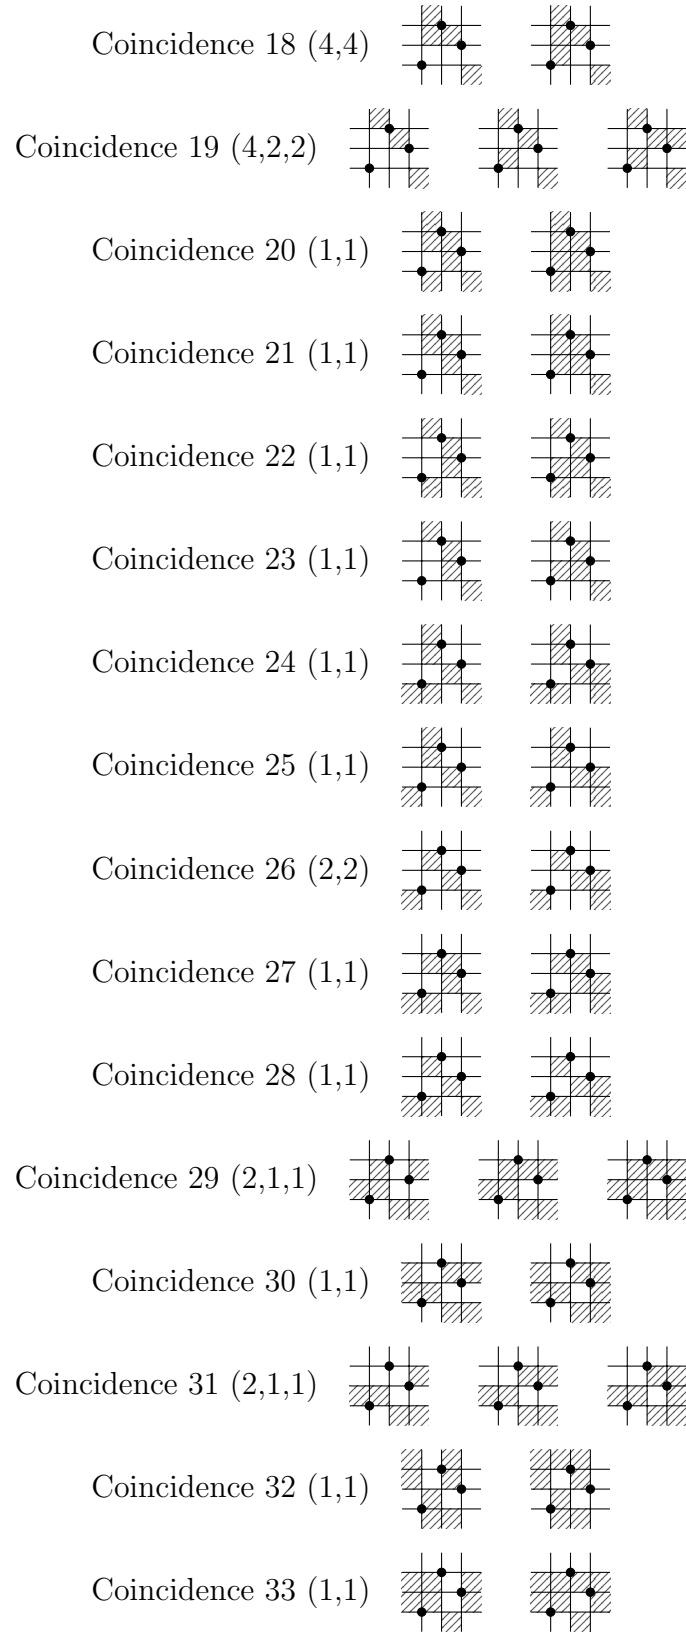 Coincidence 18 (4,4)
Coincidence 19 (4,2,2)
Coincidence 20 (1,1)
Coincidence 21 (1,1)
Coincidence 22 (1,1)
Coincidence 23 (1,1)
Coincidence 24 (1,1)
Coincidence 25 (1,1)
Coincidence 26 (2,2)
Coincidence 27 (1,1)
Coincidence 28 (1,1)
Coincidence 29 (2,1,1)
Coincidence 30 (1,1)
Coincidence 31 (2,1,1)
Coincidence 32 (1,1)
Coincidence 33 (1,1)